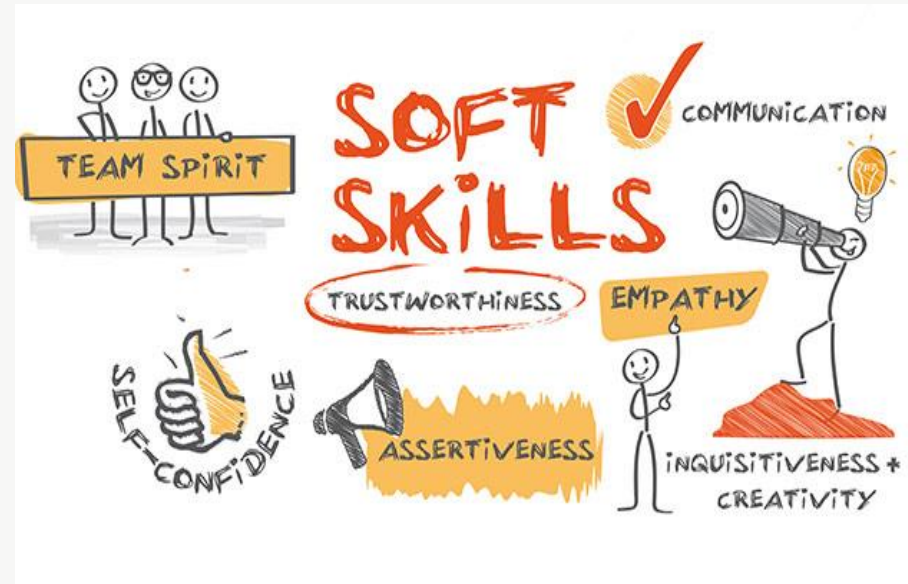 TEAM SPIRIT
SOFT
SKILLS
COMMUNICATION
TRUSTWORTHINESS
EMPATHY
SELF-CONFIDENCE
ASSERTIVENESS
INQUISITIVENESS +
CREATIVITY